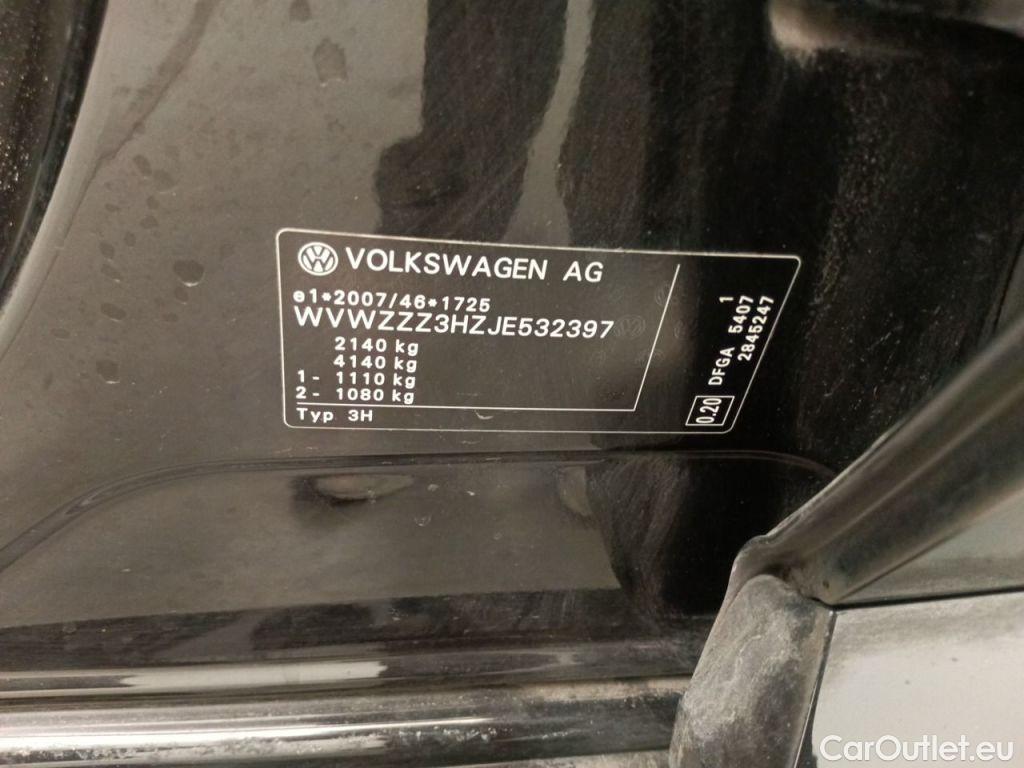 VOLKSWAGEN AG
e1*2007/46*1725
WVWZZZ3HZJE532397
2140 kg
4140 kg
1- 1110 kg
2- 1080 kg
Typ 3H
0.20 DFGA 5407 1
2845247
CarOutlet.eu